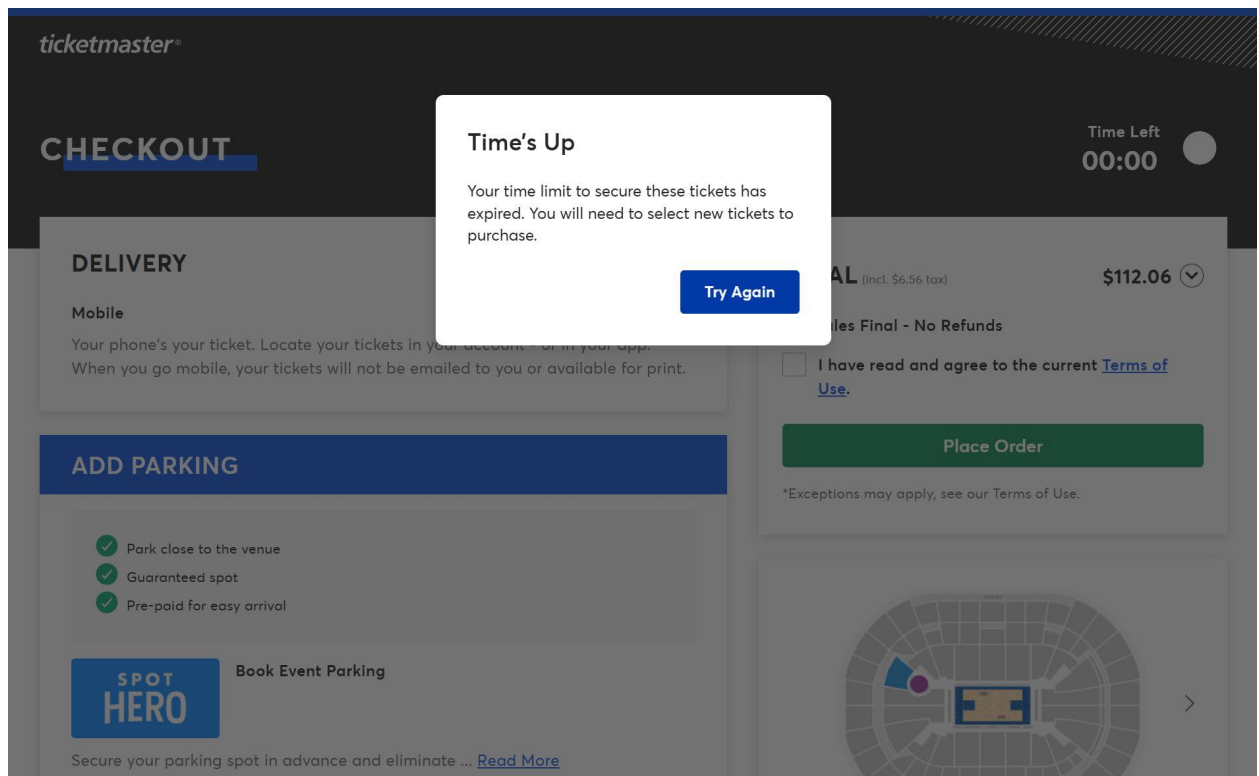 ticketmaster®
CHECKOUT
Time Left
00:00
Time's Up
Your time limit to secure these tickets has
expired. You will need to select new tickets to
purchase.
Try Again
DELIVERY
Mobile
Your phone's your ticket. Locate your tickets in your account - or in your app.
When you go mobile, your tickets will not be emailed to you or available for print.
ADD PARKING
Park close to the venue
Guaranteed spot
Pre-paid for easy arrival
SPOT
HERO
Book Event Parking
Secure your parking spot in advance and eliminate ... Read More
AL (incl. $6.56 tax) $112.06
les Final - No Refunds
I have read and agree to the current Terms of
Use.
Place Order
*Exceptions may apply, see our Terms of Use.